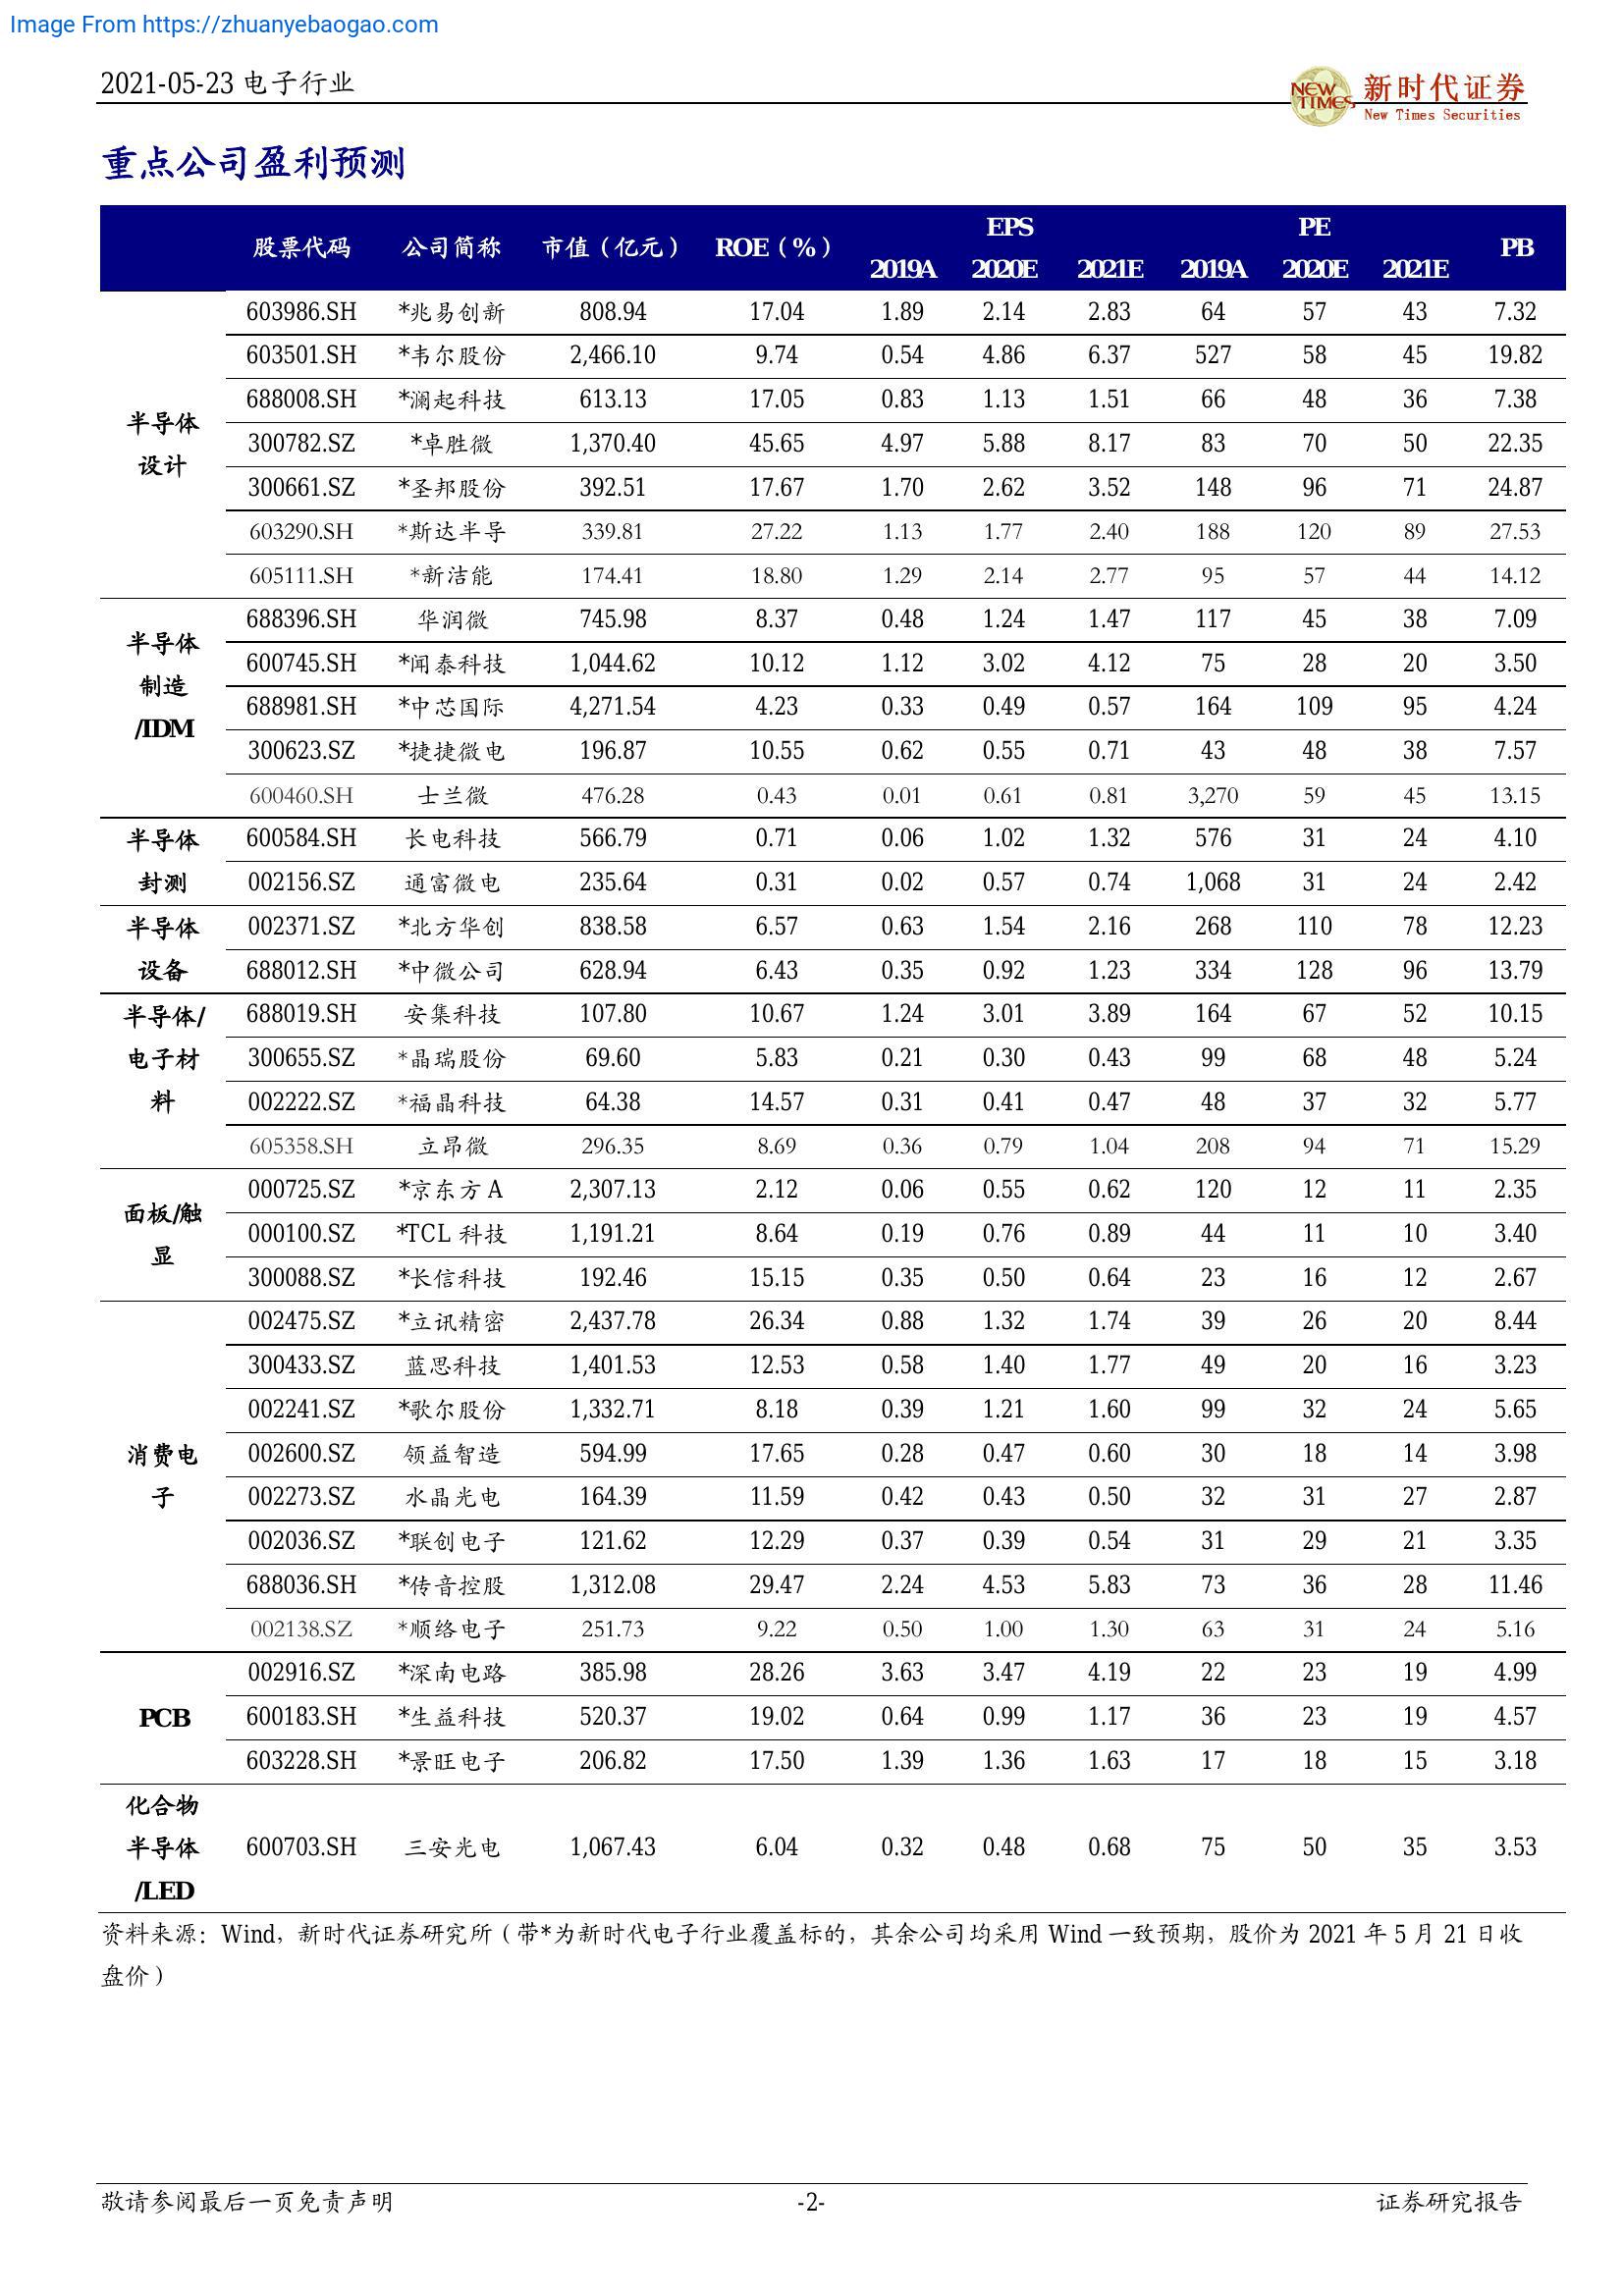 Image From https://zhuanyebaogao.com
2021-05-23 电子行业
NEW TIMES 新时代证券
New Times Securities
重点公司盈利预测
EPS PE
股票代码 公司简称 市值（亿元） ROE（%） PB
2019A 2020E 2021E 2019A 2020E 2021E
半导体设计
603986.SH *兆易创新 808.94 17.04 1.89 2.14 2.83 64 57 43 7.32
603501.SH *韦尔股份 2,466.10 9.74 0.54 4.86 6.37 527 58 45 19.82
688008.SH *澜起科技 613.13 17.05 0.83 1.13 1.51 66 48 36 7.38
300782.SZ *卓胜微 1,370.40 45.65 4.97 5.88 8.17 83 70 50 22.35
300661.SZ *圣邦股份 392.51 17.67 1.70 2.62 3.52 148 96 71 24.87
603290.SH *斯达半导 339.81 27.22 1.13 1.77 2.40 188 120 89 27.53
605111.SH *新洁能 174.41 18.80 1.29 2.14 2.77 95 57 44 14.12
半导体制造/IDM
688396.SH 华润微 745.98 8.37 0.48 1.24 1.47 117 45 38 7.09
600745.SH *闻泰科技 1,044.62 10.12 1.12 3.02 4.12 75 28 20 3.50
688981.SH *中芯国际 4,271.54 4.23 0.33 0.49 0.57 164 109 95 4.24
300623.SZ *捷捷微电 196.87 10.55 0.62 0.55 0.71 43 48 38 7.57
600460.SH 士兰微 476.28 0.43 0.01 0.61 0.81 3,270 59 45 13.15
半导体封测
600584.SH 长电科技 566.79 0.71 0.06 1.02 1.32 576 31 24 4.10
002156.SZ 通富微电 235.64 0.31 0.02 0.57 0.74 1,068 31 24 2.42
半导体设备
002371.SZ *北方华创 838.58 6.57 0.63 1.54 2.16 268 110 78 12.23
688012.SH *中微公司 628.94 6.43 0.35 0.92 1.23 334 128 96 13.79
半导体/电子材料
688019.SH 安集科技 107.80 10.67 1.24 3.01 3.89 164 67 52 10.15
300655.SZ *晶瑞股份 69.60 5.83 0.21 0.30 0.43 99 68 48 5.24
002222.SZ *福晶科技 64.38 14.57 0.31 0.41 0.47 48 37 32 5.77
605358.SH 立昂微 296.35 8.69 0.36 0.79 1.04 208 94 71 15.29
面板/触显
000725.SZ *京东方 A 2,307.13 2.12 0.06 0.55 0.62 120 12 11 2.35
000100.SZ *TCL 科技 1,191.21 8.64 0.19 0.76 0.89 44 11 10 3.40
300088.SZ *长信科技 192.46 15.15 0.35 0.50 0.64 23 16 12 2.67
消费电子
002475.SZ *立讯精密 2,437.78 26.34 0.88 1.32 1.74 39 26 20 8.44
300433.SZ 蓝思科技 1,401.53 12.53 0.58 1.40 1.77 49 20 16 3.23
002241.SZ *歌尔股份 1,332.71 8.18 0.39 1.21 1.60 99 32 24 5.65
002600.SZ 领益智造 594.99 17.65 0.28 0.47 0.60 30 18 14 3.98
002273.SZ 水晶光电 164.39 11.59 0.42 0.43 0.50 32 31 27 2.87
002036.SZ *联创电子 121.62 12.29 0.37 0.39 0.54 31 29 21 3.35
688036.SH *传音控股 1,312.08 29.47 2.24 4.53 5.83 73 36 28 11.46
002138.SZ *顺络电子 251.73 9.22 0.50 1.00 1.30 63 31 24 5.16
PCB
002916.SZ *深南电路 385.98 28.26 3.63 3.47 4.19 22 23 19 4.99
600183.SH *生益科技 520.37 19.02 0.64 0.99 1.17 36 23 19 4.57
603228.SH *景旺电子 206.82 17.50 1.39 1.36 1.63 17 18 15 3.18
化合物半导体/LED
600703.SH 三安光电 1,067.43 6.04 0.32 0.48 0.68 75 50 35 3.53
资料来源：Wind，新时代证券研究所（带*为新时代电子行业覆盖标的，其余公司均采用 Wind 一致预期，股价为 2021 年 5 月 21 日收
盘价）
敬请参阅最后一页免责声明 -2- 证券研究报告